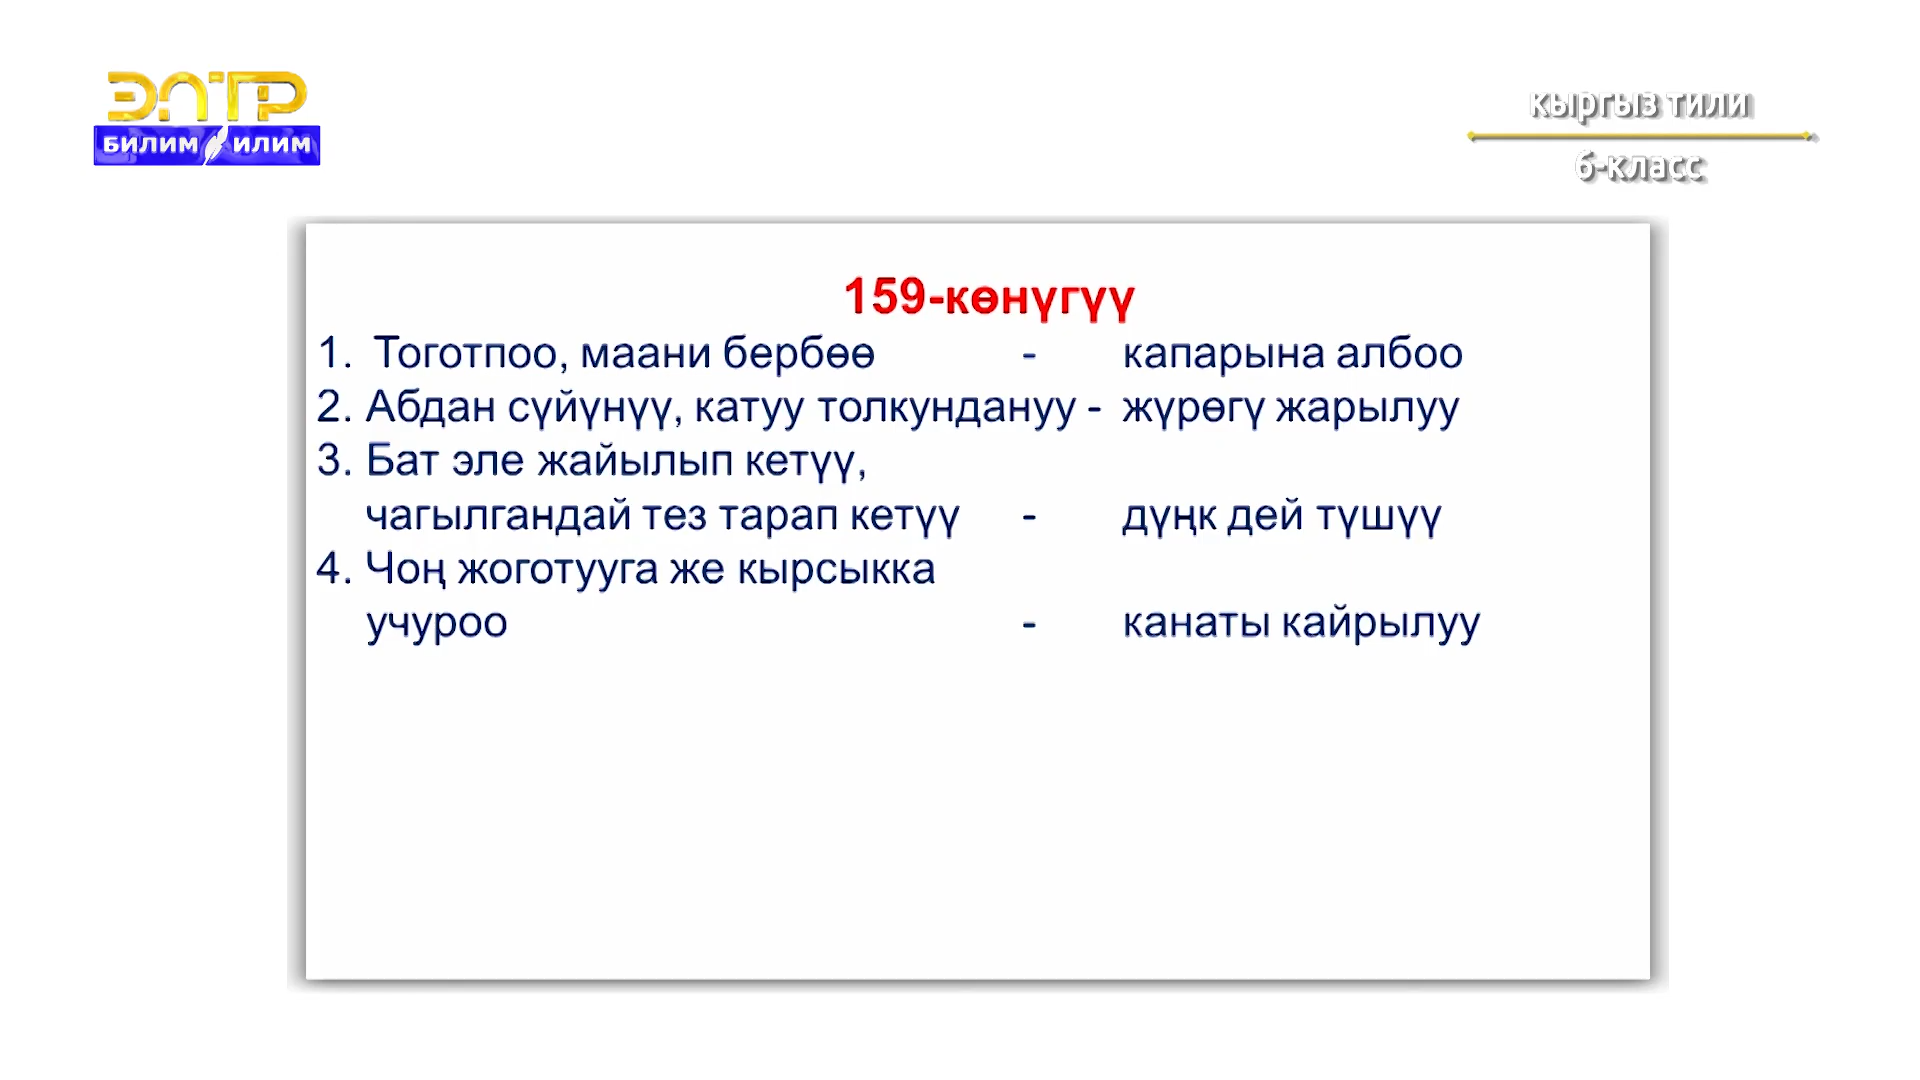 ЭЛТР
БИЛИМ ИЛИМ
кыргыз тили
6-класс
159-көнүгүү
1. Тоготпоо, маани бербөө - капарына албоо
2. Абдан сүйүнүү, катуу толкундануу - жүрөгү жарылуу
3. Бат эле жайылып кетүү,
чагылгандай тез тарап кетүү - дүңк дей түшүү
4. Чоң жоготууга же кырсыкка
учуроо - канаты кайрылуу